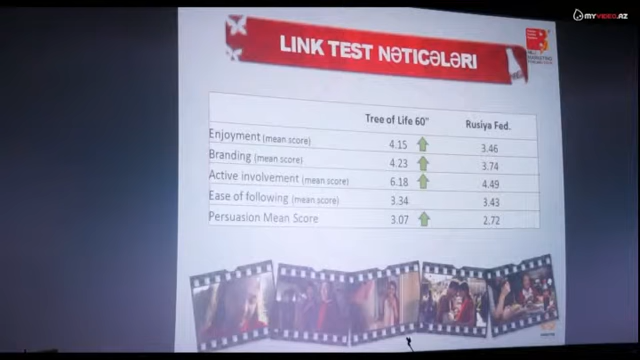 MYVIDEO.AZ
LINK TEST NƏTİCƏLƏRI
Tree of Life 60" Rusiya Fed.
Enjoyment (mean score) 4.15 3.46
Branding (mean score) 4.23 3.74
Active involvement (mean score) 6.18 4.49
Ease of following (mean score) 3.34 3.43
Persuasion Mean Score 3.07 2.72